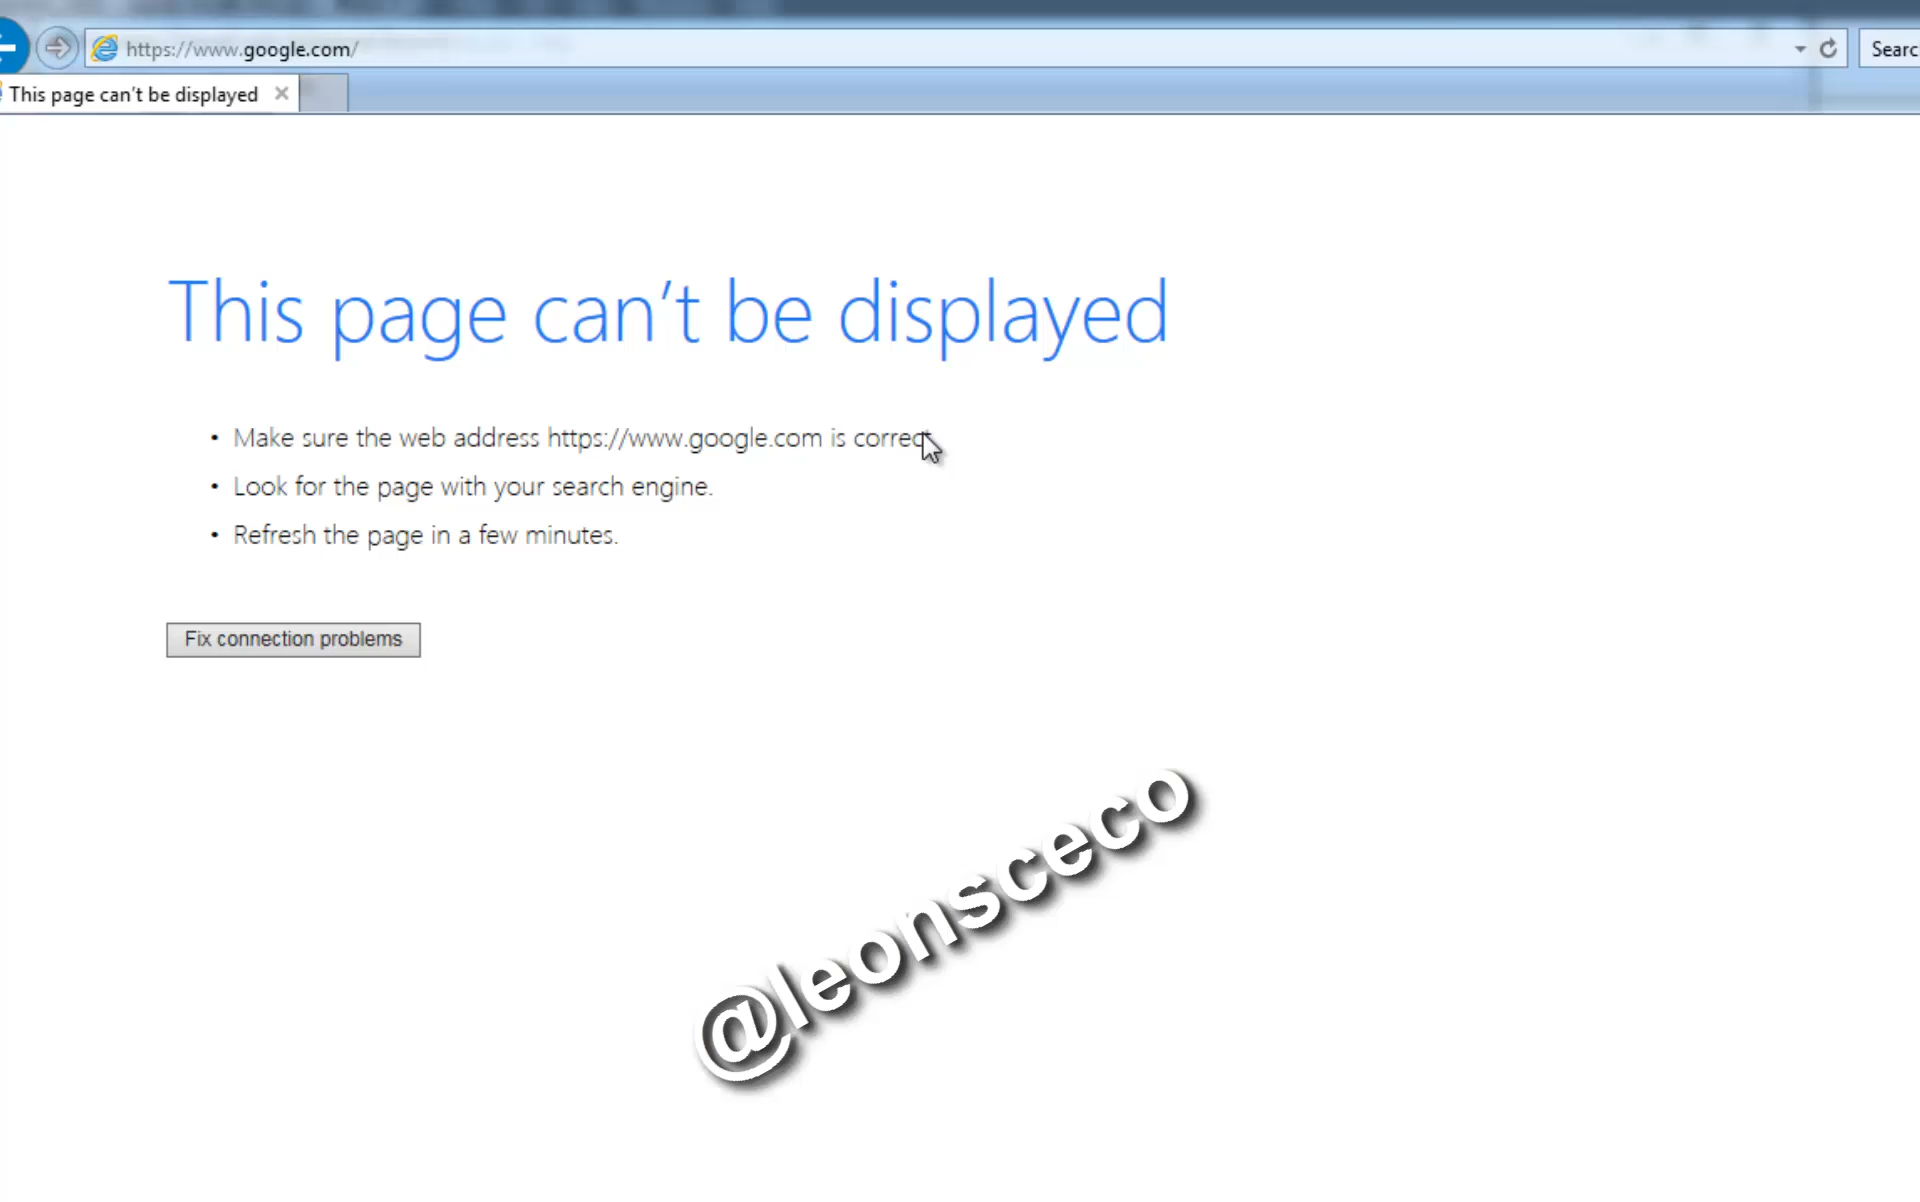 https://www.google.com/
Searc
This page can't be displayed
This page can’t be displayed
• Make sure the web address https://www.google.com is correct
• Look for the page with your search engine.
• Refresh the page in a few minutes.
Fix connection problems
@leonsceco